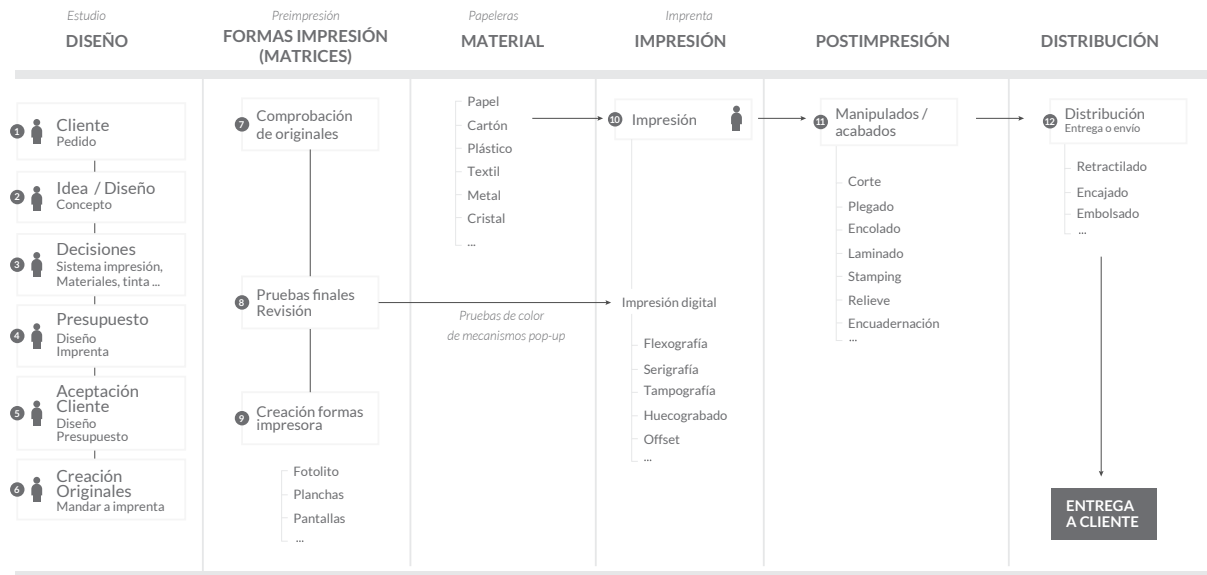 Estudio
DISEÑO
Preimpresión
FORMAS IMPRESIÓN
(MATRICES)
Papeleras
MATERIAL
Imprenta
IMPRESIÓN
POSTIMPRESIÓN
DISTRIBUCIÓN
1
Cliente
Pedido
2
Idea / Diseño
Concepto
3
Decisiones
Sistema impresión,
Materiales, tinta ...
4
Presupuesto
Diseño
Imprenta
5
Aceptación
Cliente
Diseño
Presupuesto
6
Creación
Originales
Mandar a imprenta
7
Comprobación
de originales
8
Pruebas finales
Revisión
9
Creación formas
impresora
Fotolito
Planchas
Pantallas
...
Papel
Cartón
Plástico
Textil
Metal
Cristal
...
Pruebas de color
de mecanismos pop-up
10
Impresión
Impresión digital
Flexografía
Serigrafía
Tampografía
Huecograbado
Offset
...
11
Manipulados /
acabados
Corte
Plegado
Encolado
Laminado
Stamping
Relieve
Encuadernación
...
12
Distribución
Entrega o envío
Retractilado
Encajado
Embolsado
...
ENTREGA
A CLIENTE